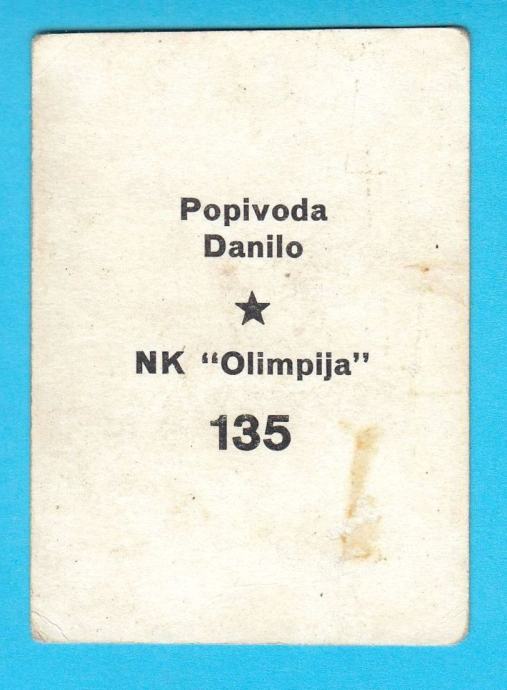 Popivoda
Danilo
★
NK “Olimpija”
135